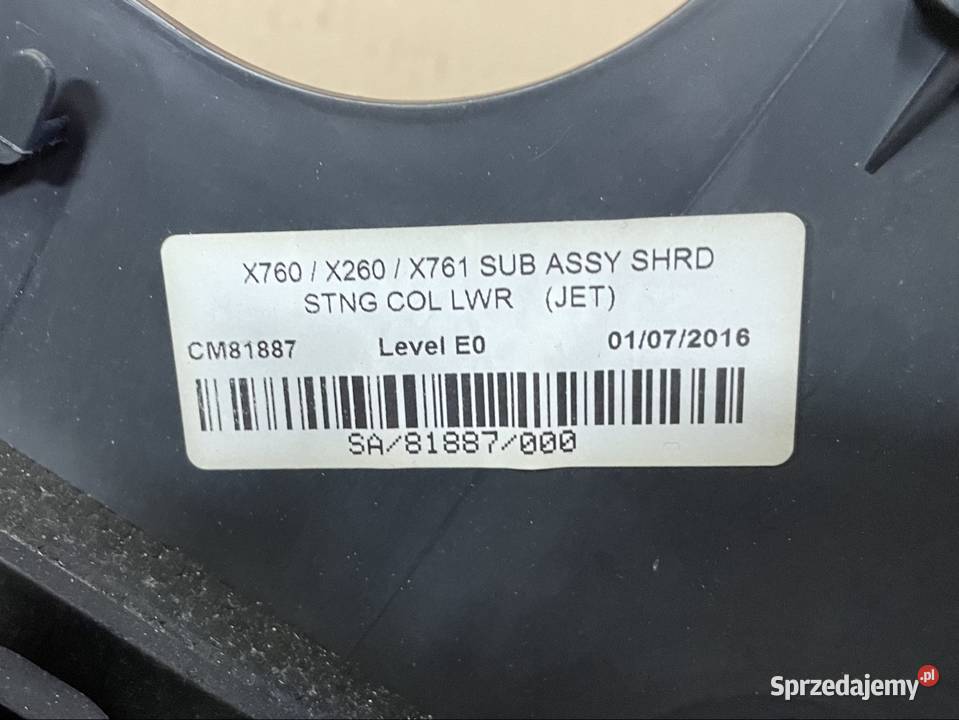 X760 / X260 / X761 SUB ASSY SHRD
STNG COL LWR (JET)
CM81887 Level E0 01/07/2016
SA/81887/000
Sprzedajemy.pl